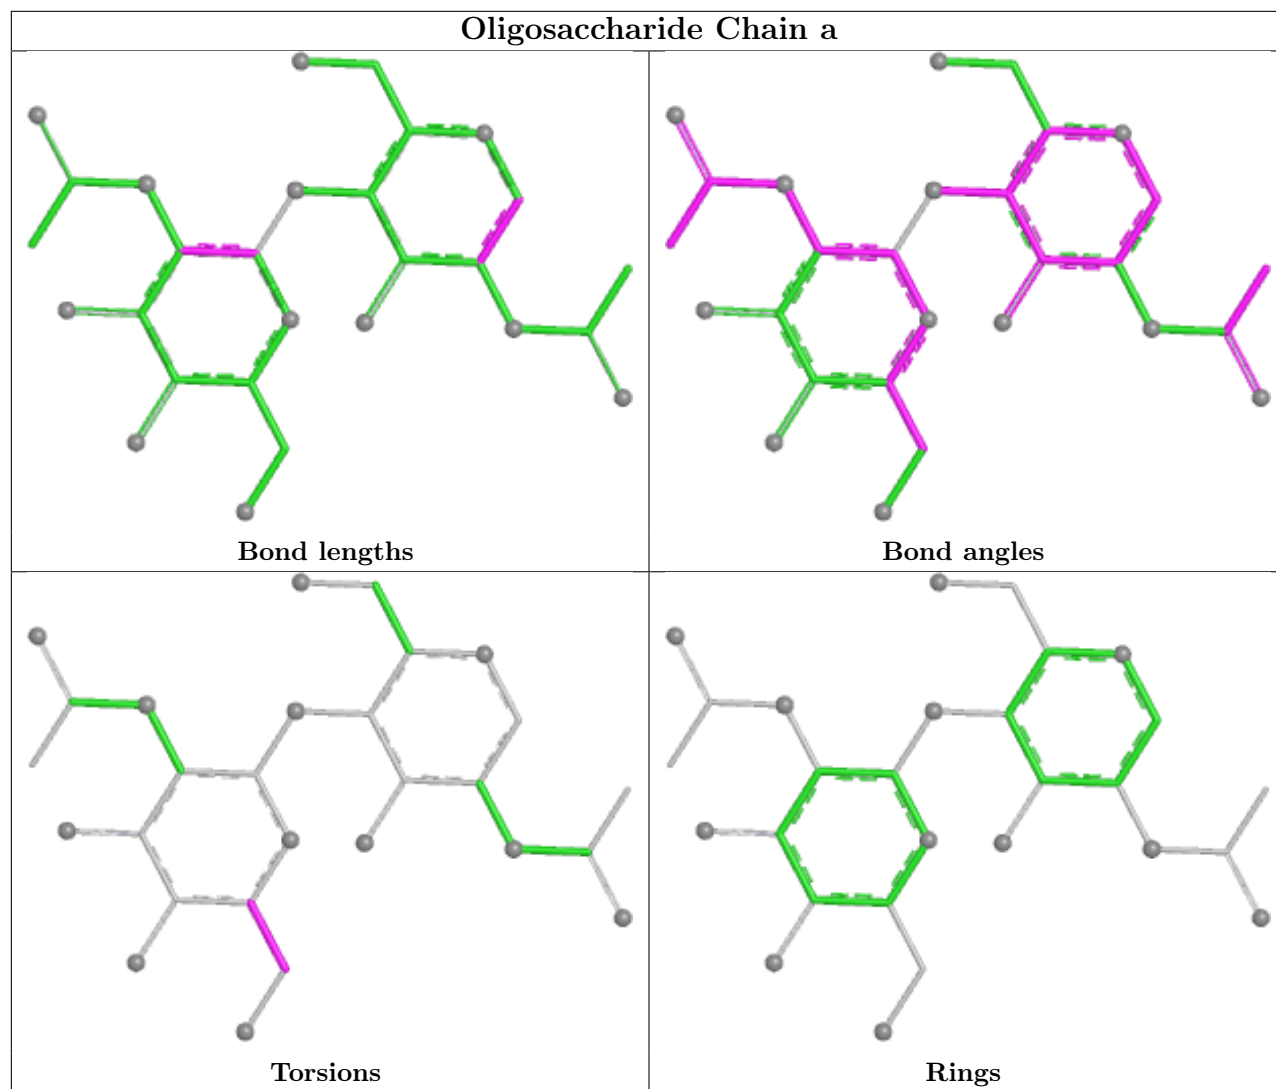 Oligosaccharide Chain a
Bond lengths
Bond angles
Torsions
Rings